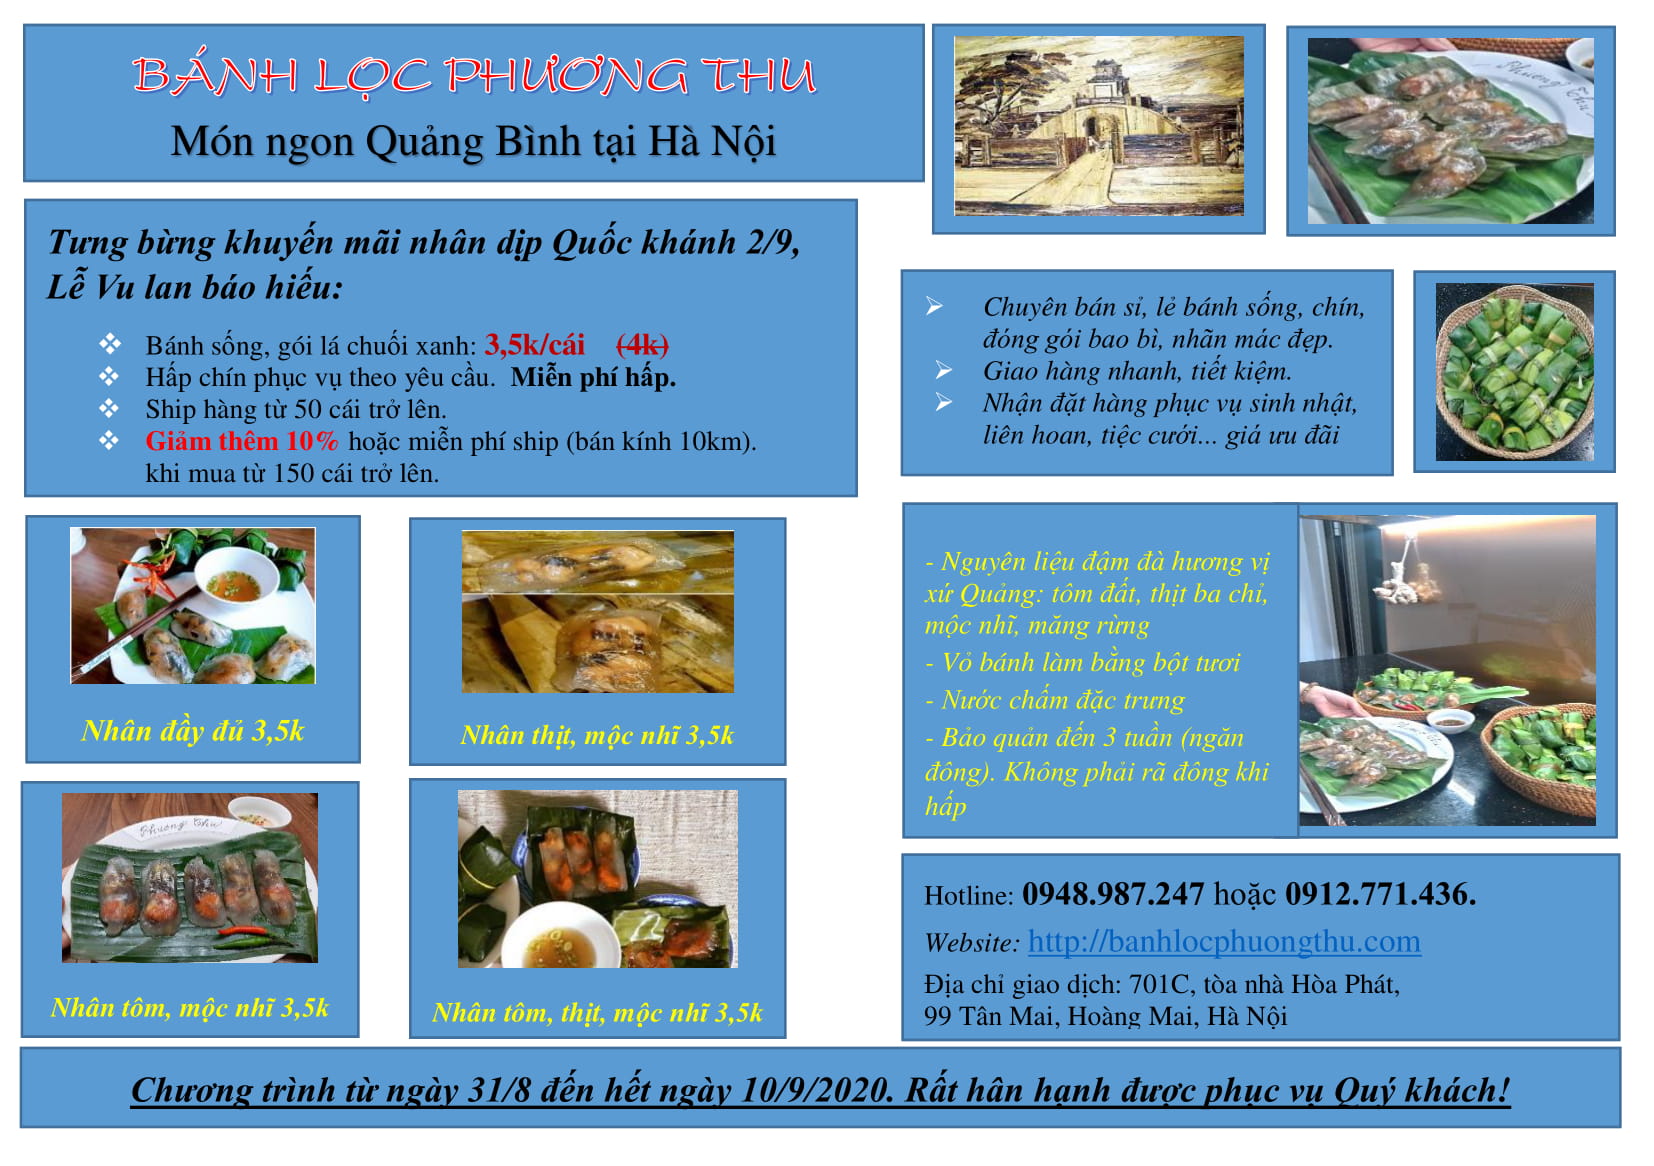 BÁNH LỌC PHƯƠNG THU
Món ngon Quảng Bình tại Hà Nội
Phuong Thu
Tưng bừng khuyến mãi nhân dịp Quốc khánh 2/9,
Lễ Vu lan báo hiếu:
Bánh sống, gói lá chuối xanh: 3,5k/cái (4k)
Hấp chín phục vụ theo yêu cầu. Miễn phí hấp.
Ship hàng từ 50 cái trở lên.
Giảm thêm 10% hoặc miễn phí ship (bán kính 10km).
khi mua từ 150 cái trở lên.
Chuyên bán sỉ, lẻ bánh sống, chín,
đóng gói bao bì, nhãn mác đẹp.
Giao hàng nhanh, tiết kiệm.
Nhận đặt hàng phục vụ sinh nhật,
liên hoan, tiệc cưới... giá ưu đãi
Nhân đầy đủ 3,5k
Nhân thịt, mộc nhĩ 3,5k
Phuong Thu
Nhân tôm, mộc nhĩ 3,5k
Nhân tôm, thịt, mộc nhĩ 3,5k
- Nguyên liệu đậm đà hương vị
xứ Quảng: tôm đất, thịt ba chỉ,
mộc nhĩ, măng rừng
- Vỏ bánh làm bằng bột tươi
- Nước chấm đặc trưng
- Bảo quản đến 3 tuần (ngăn
đông). Không phải rã đông khi
hấp
Hotline: 0948.987.247 hoặc 0912.771.436.
Website: http://banhlocphuongthu.com
Địa chỉ giao dịch: 701C, tòa nhà Hòa Phát,
99 Tân Mai, Hoàng Mai, Hà Nội
Chương trình từ ngày 31/8 đến hết ngày 10/9/2020. Rất hân hạnh được phục vụ Quý khách!